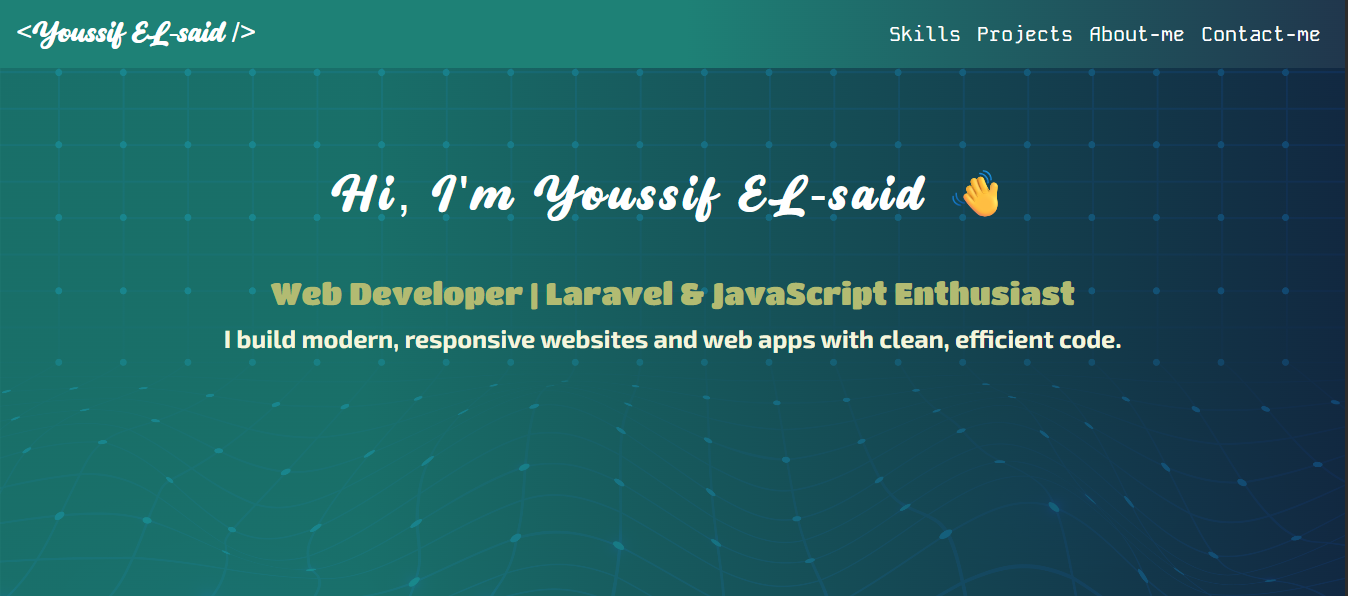 <Youssif EL-said />
Skills Projects About-me Contact-me
Hi, I'm Youssif EL-said 👋
Web Developer | Laravel & JavaScript Enthusiast
I build modern, responsive websites and web apps with clean, efficient code.